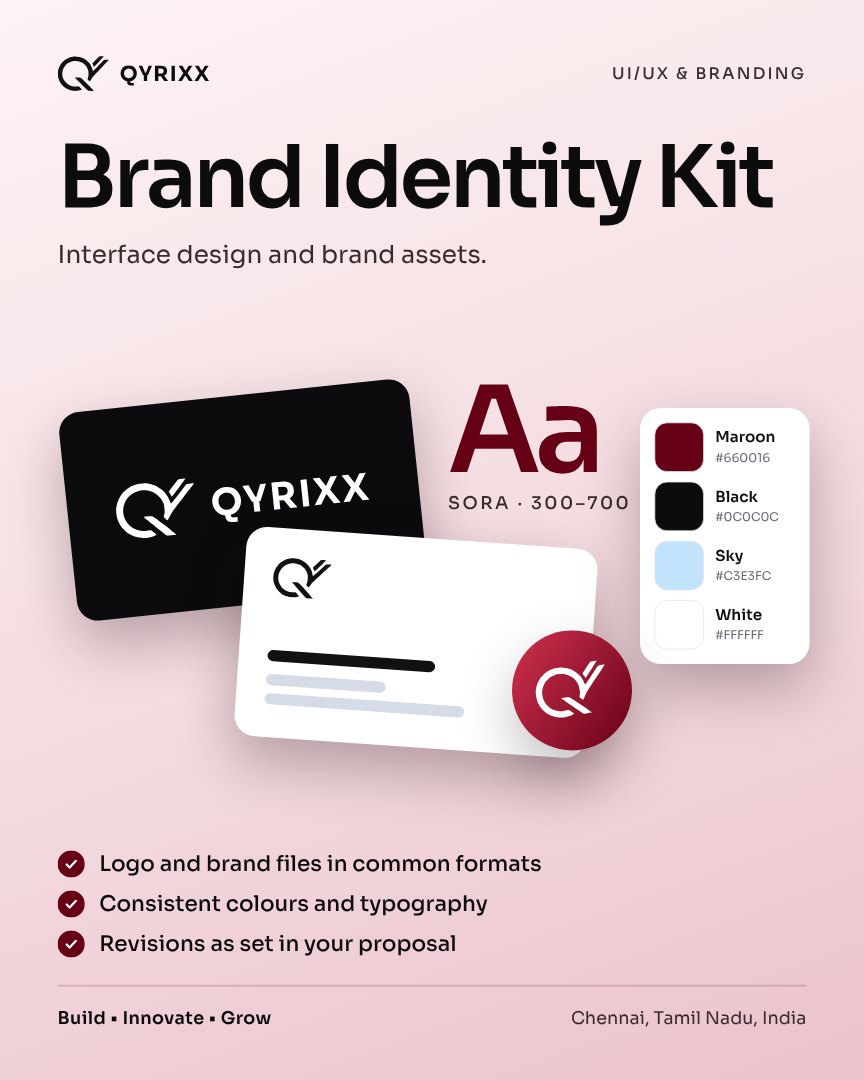 QYRIXX
UI/UX & BRANDING
Brand Identity Kit
Interface design and brand assets.
QYRIXX
Aa
SORA · 300–700
Maroon
#660016
Black
#0C0C0C
Sky
#C3E3FC
White
#FFFFFF
Logo and brand files in common formats
Consistent colours and typography
Revisions as set in your proposal
Build ▪ Innovate ▪ Grow
Chennai, Tamil Nadu, India